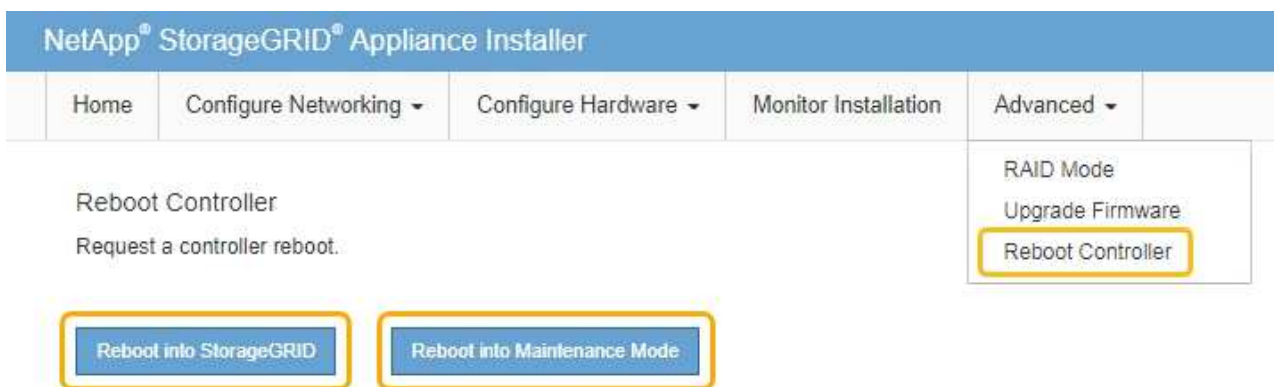 NetApp® StorageGRID® Appliance Installer
Home Configure Networking Configure Hardware Monitor Installation Advanced
RAID Mode
Upgrade Firmware
Reboot Controller
Reboot Controller
Request a controller reboot.
Reboot into StorageGRID Reboot into Maintenance Mode